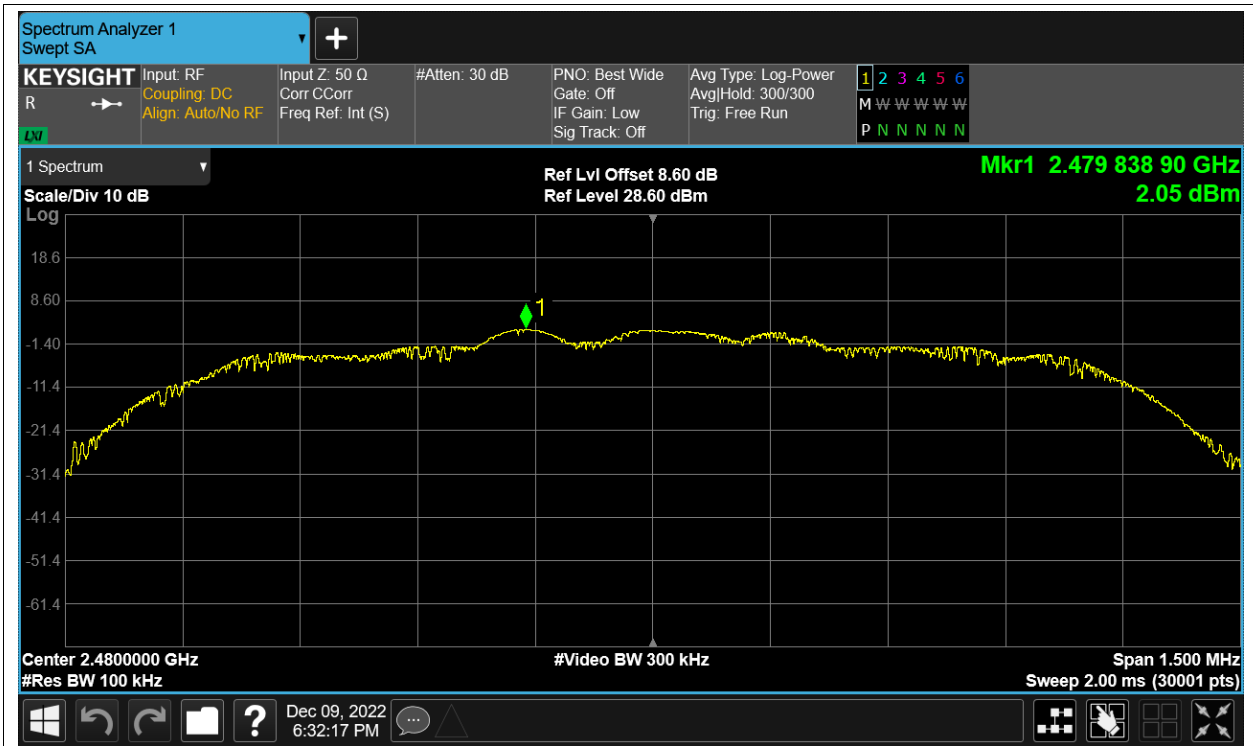 Spectrum Analyzer 1
Swept SA
KEYSIGHT
R
LXI
Input: RF
Coupling: DC
Align: Auto/No RF
Input Z: 50 Ω
Corr CCorr
Freq Ref: Int (S)
#Atten: 30 dB
PNO: Best Wide
Gate: Off
IF Gain: Low
Sig Track: Off
Avg Type: Log-Power
Avg|Hold: 300/300
Trig: Free Run
1 2 3 4 5 6
M W W W W W
P N N N N N
1 Spectrum
Scale/Div 10 dB
Log
Ref Lvl Offset 8.60 dB
Ref Level 28.60 dBm
Mkr1 2.479 838 90 GHz
2.05 dBm
18.6
8.60
1
-1.40
-11.4
-21.4
-31.4
-41.4
-51.4
-61.4
Center 2.4800000 GHz
#Res BW 100 kHz
#Video BW 300 kHz
Span 1.500 MHz
Sweep 2.00 ms (30001 pts)
?
Dec 09, 2022
6:32:17 PM